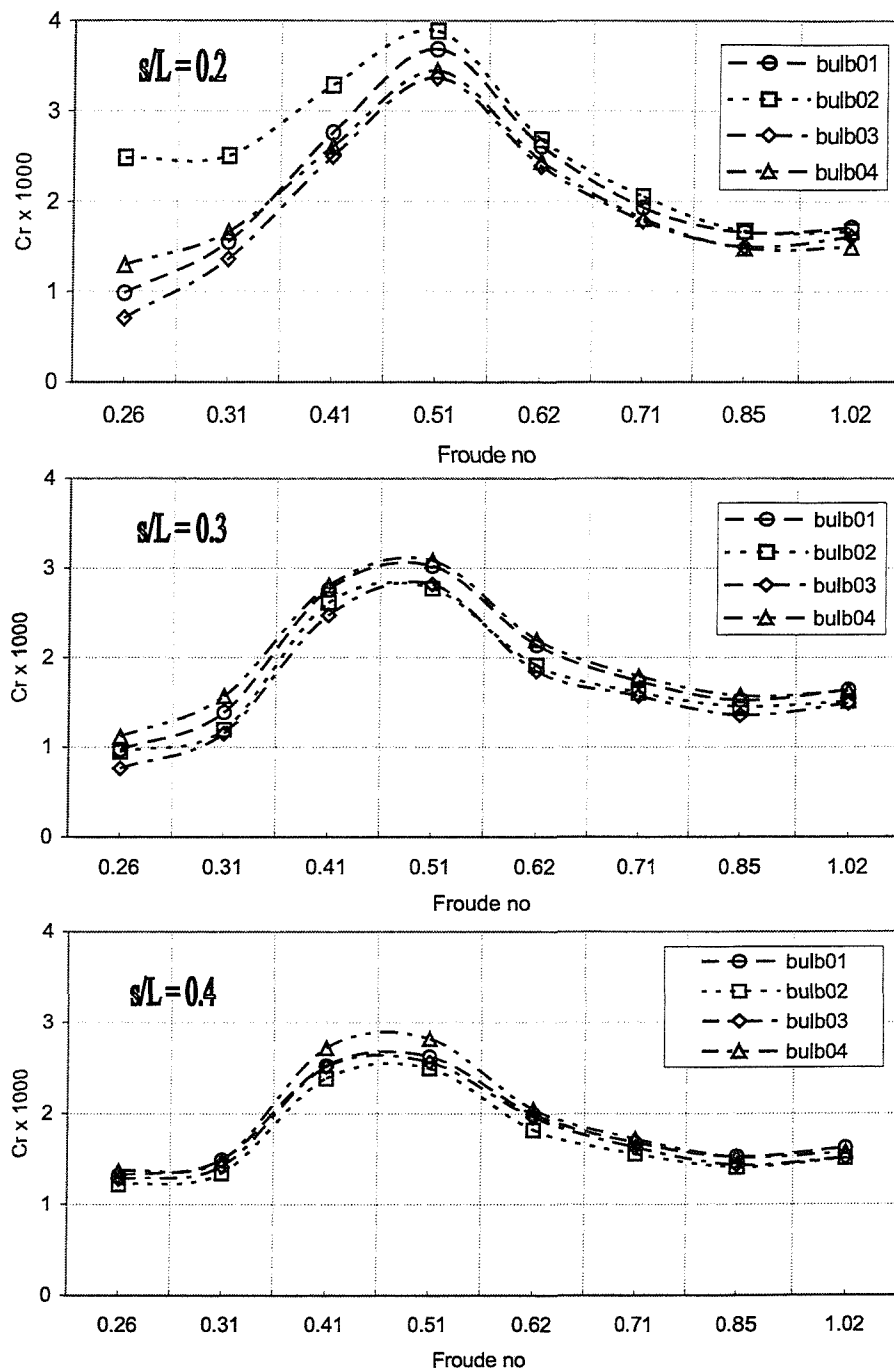 4
s/L = 0.2
bulb01
bulb02
bulb03
bulb04
3
2
1
0
Cr x 1000
0.26 0.31 0.41 0.51 0.62 0.71 0.85 1.02
Froude no
4
s/L = 0.3
bulb01
bulb02
bulb03
bulb04
3
2
1
0
Cr x 1000
0.26 0.31 0.41 0.51 0.62 0.71 0.85 1.02
Froude no
4
s/L = 0.4
bulb01
bulb02
bulb03
bulb04
3
2
1
0
Cr x 1000
0.26 0.31 0.41 0.51 0.62 0.71 0.85 1.02
Froude no